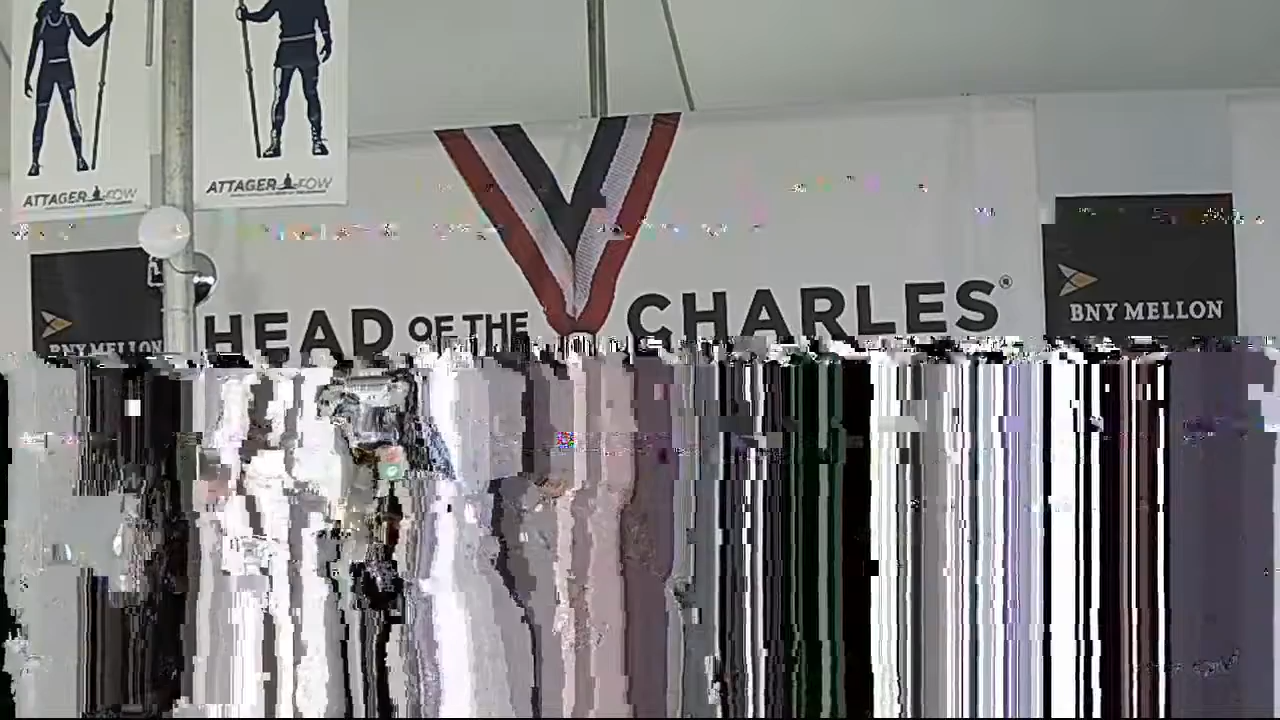 ATTAGER ROW
ATTAGER ROW
HEAD OF THE CHARLES®
BNY MELLON
BNY MELLON